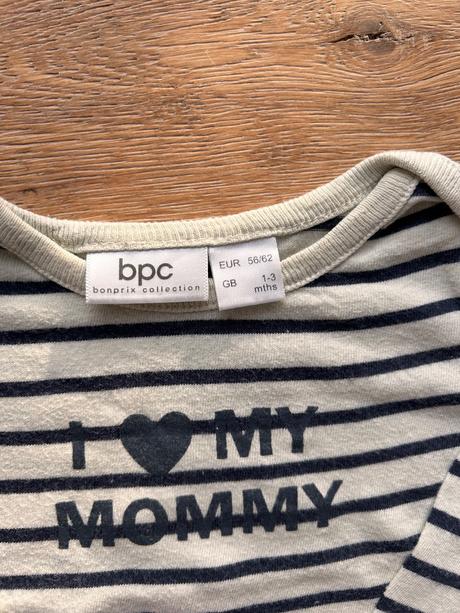 bpc
bonprix collection
EUR 56/62
GB 1-3
mths
I ♥ MY
MOMMY